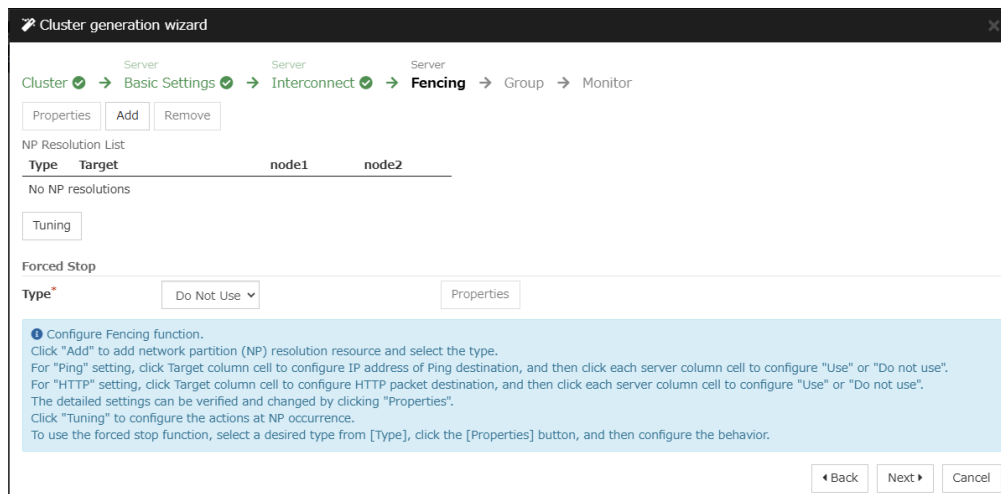 Cluster generation wizard
Server Server Server
Cluster → Basic Settings → Interconnect → Fencing → Group → Monitor
Properties Add Remove
NP Resolution List
Type Target node1 node2
No NP resolutions
Tuning
Forced Stop
Type* Do Not Use Properties
Configure Fencing function.
Click "Add" to add network partition (NP) resolution resource and select the type.
For "Ping" setting, click Target column cell to configure IP address of Ping destination, and then click each server column cell to configure "Use" or "Do not use".
For "HTTP" setting, click Target column cell to configure HTTP packet destination, and then click each server column cell to configure "Use" or "Do not use".
The detailed settings can be verified and changed by clicking "Properties".
Click "Tuning" to configure the actions at NP occurrence.
To use the forced stop function, select a desired type from [Type], click the [Properties] button, and then configure the behavior.
Back Next Cancel